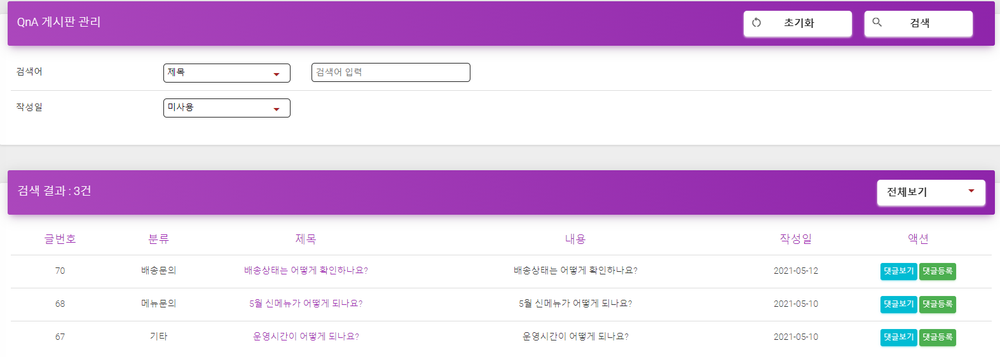 QnA 게시판 관리 초기화 검색
검색어 제목 검색어 입력
작성일 미사용
검색 결과 : 3건 전체보기
글번호 분류 제목 내용 작성일 액션
70 배송문의 배송상태는 어떻게 확인하나요? 배송상태는 어떻게 확인하나요? 2021-05-12 댓글보기 댓글등록
68 메뉴문의 5월 신메뉴가 어떻게 되나요? 5월 신메뉴가 어떻게 되나요? 2021-05-10 댓글보기 댓글등록
67 기타 운영시간이 어떻게 되나요? 운영시간이 어떻게 되나요? 2021-05-10 댓글보기 댓글등록